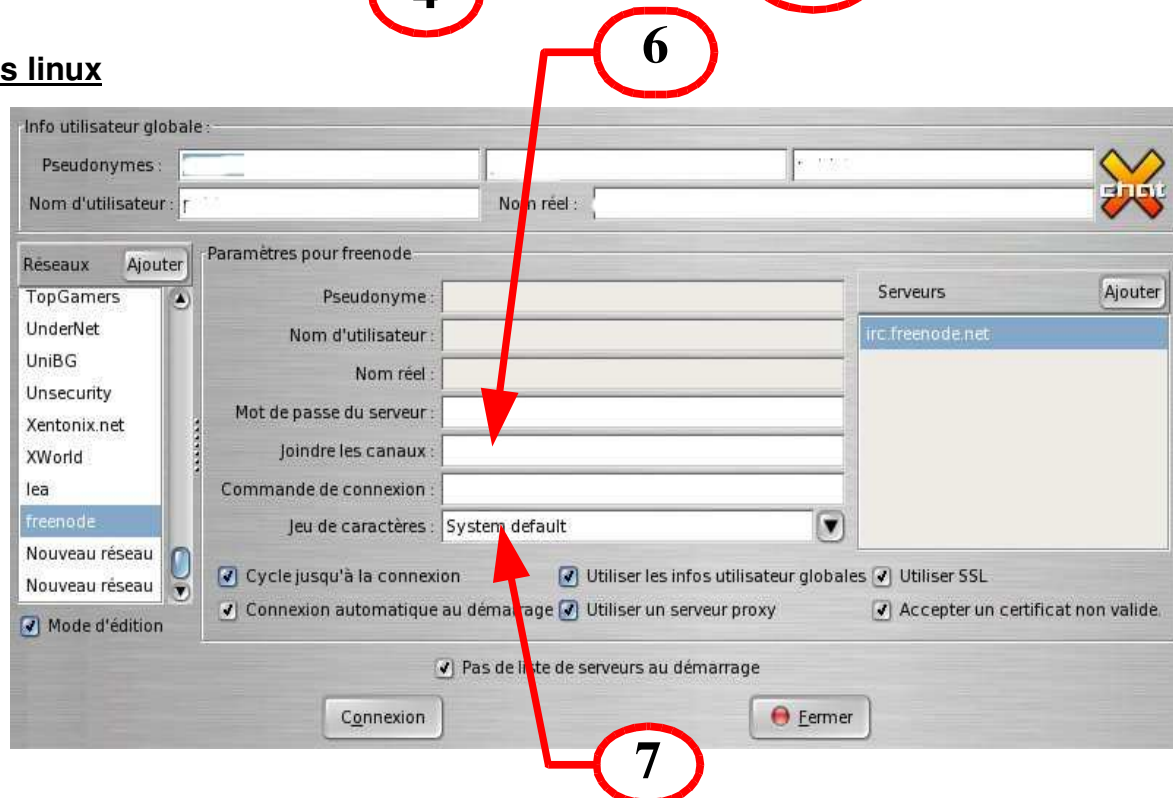 4
6
s linux
Info utilisateur globale :
Pseudonymes :
xchat
Nom d'utilisateur : Nom réel :
Réseaux Ajouter
Paramètres pour freenode
TopGamers
UnderNet
UniBG
Unsecurity
Xentonix.net
XWorld
lea
freenode
Nouveau réseau
Nouveau réseau
Mode d'édition
Pseudonyme :
Nom d'utilisateur :
Nom réel :
Mot de passe du serveur :
Joindre les canaux :
Commande de connexion :
Jeu de caractères : System default
Serveurs Ajouter
irc.freenode.net
Cycle jusqu'à la connexion Utiliser les infos utilisateur globales Utiliser SSL
Connexion automatique au démarrage Utiliser un serveur proxy Accepter un certificat non valide.
Pas de liste de serveurs au démarrage
Connexion Fermer
7